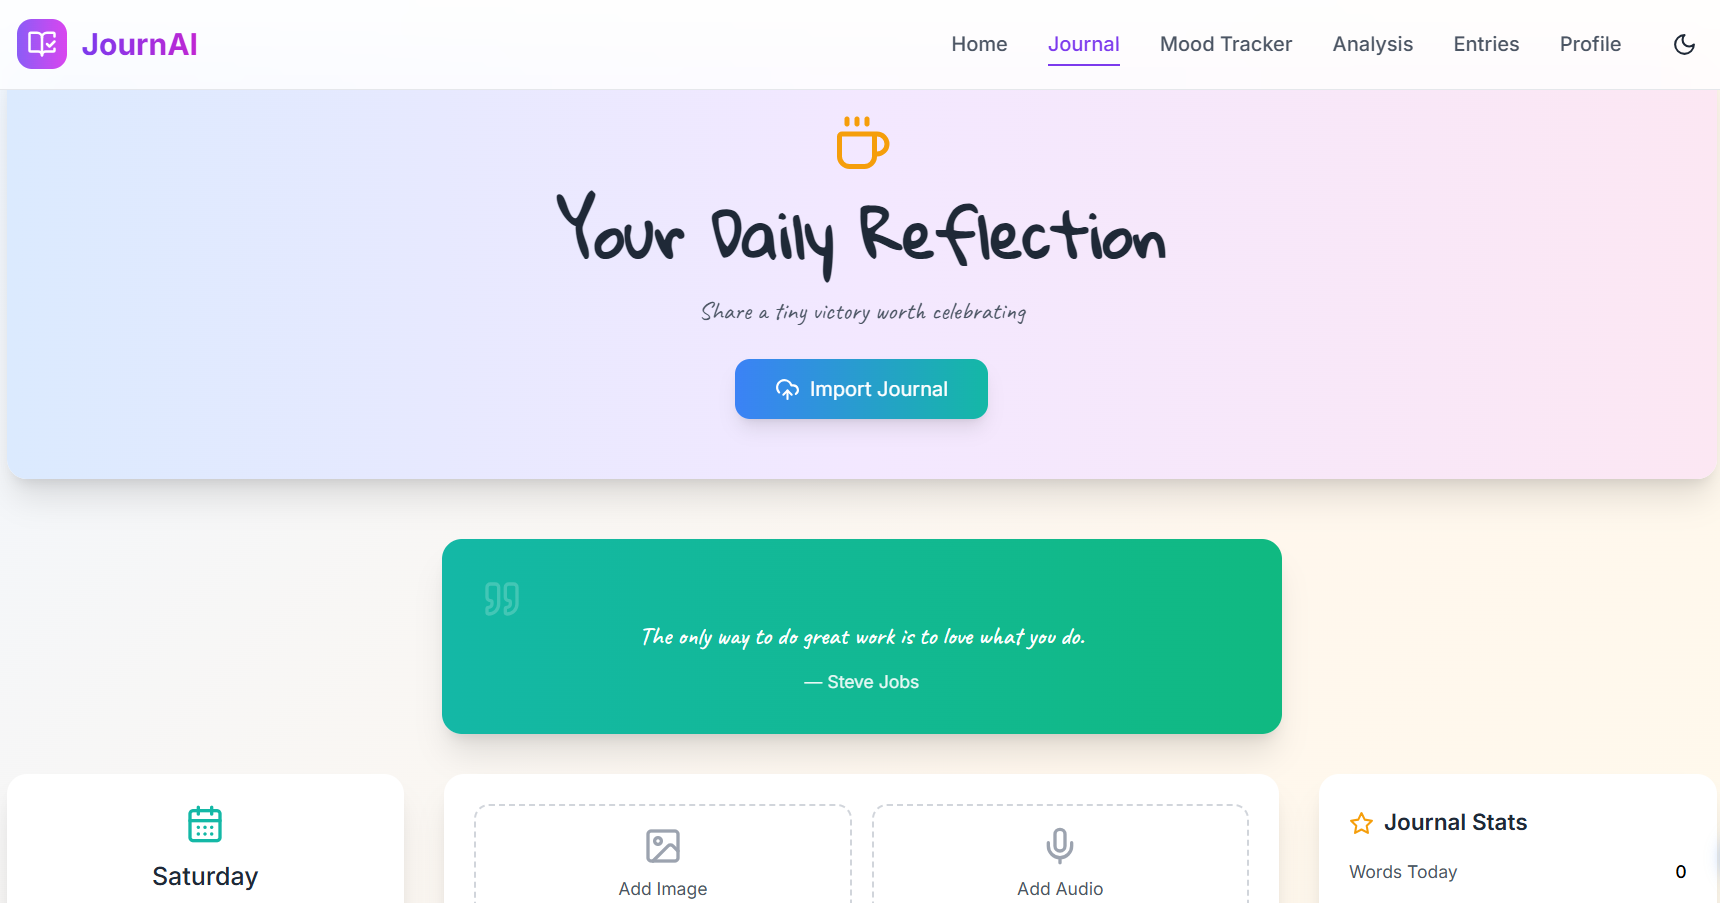 JournAI
Home Journal Mood Tracker Analysis Entries Profile
Your Daily Reflection
Share a tiny victory worth celebrating
Import Journal
The only way to do great work is to love what you do.
— Steve Jobs
Saturday
Add Image
Add Audio
Journal Stats
Words Today 0